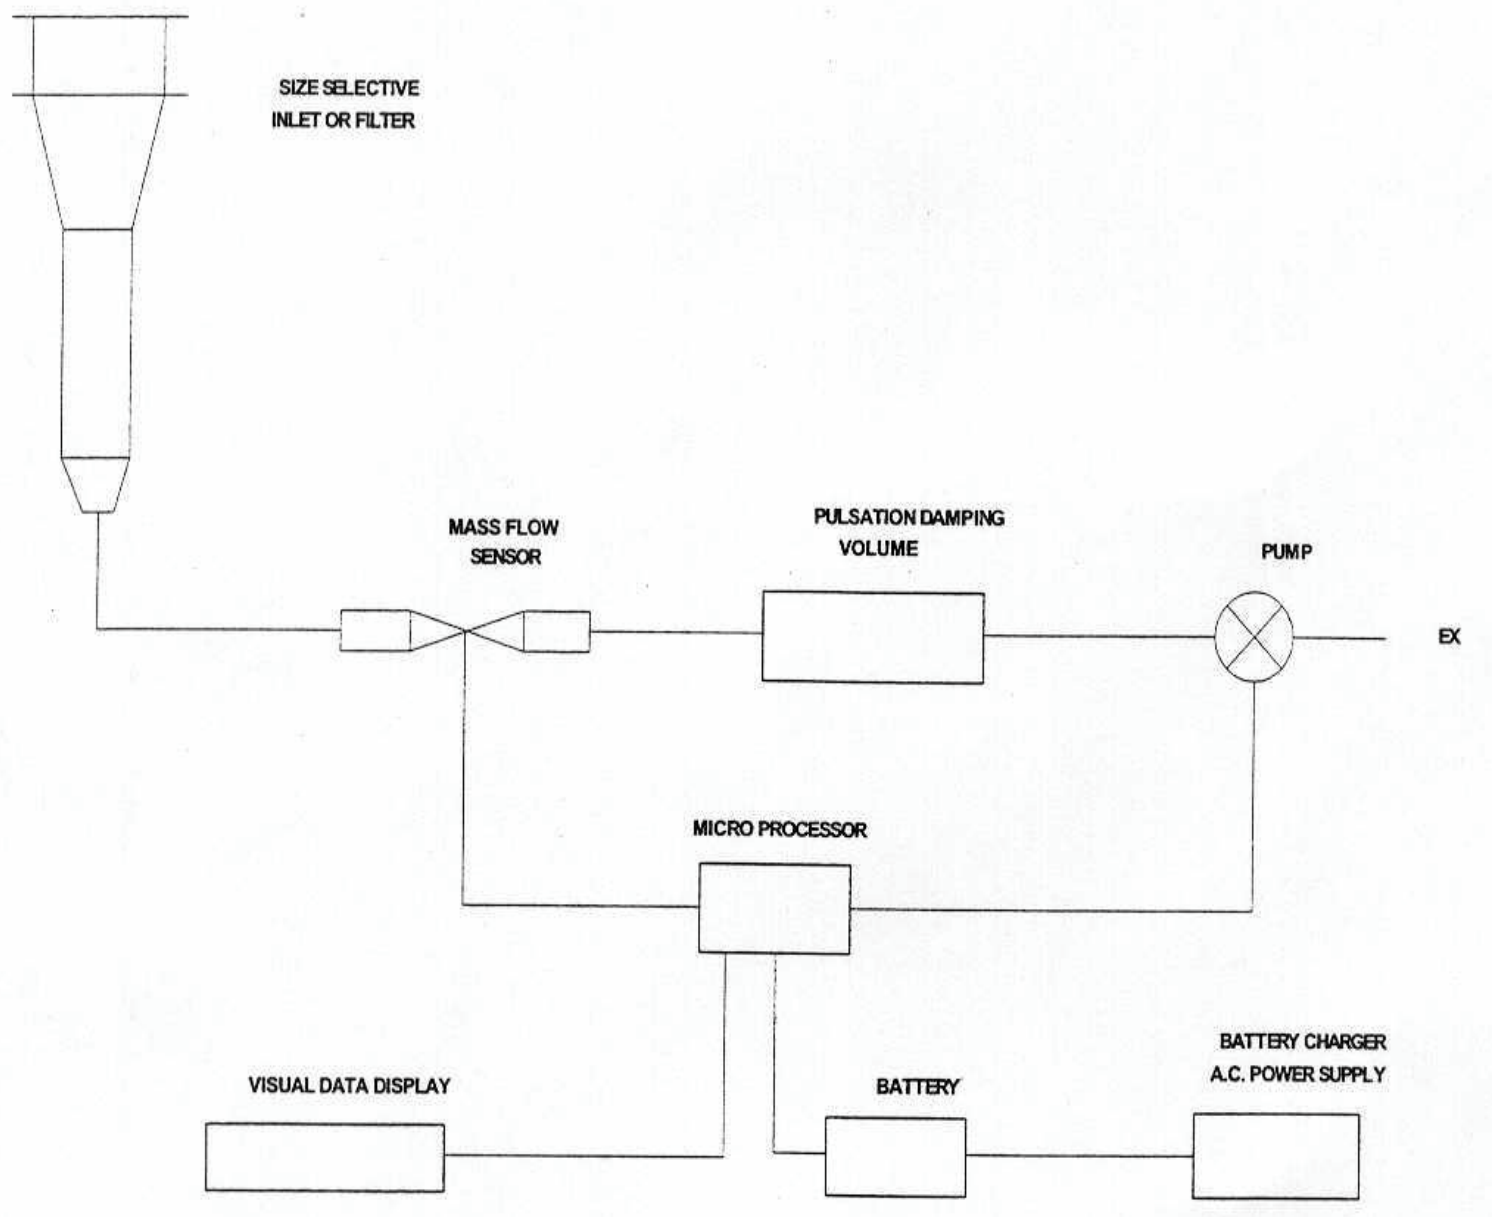 SIZE SELECTIVE
INLET OR FILTER
MASS FLOW
SENSOR
PULSATION DAMPING
VOLUME
PUMP
EX
MICRO PROCESSOR
VISUAL DATA DISPLAY
BATTERY
BATTERY CHARGER
A.C. POWER SUPPLY